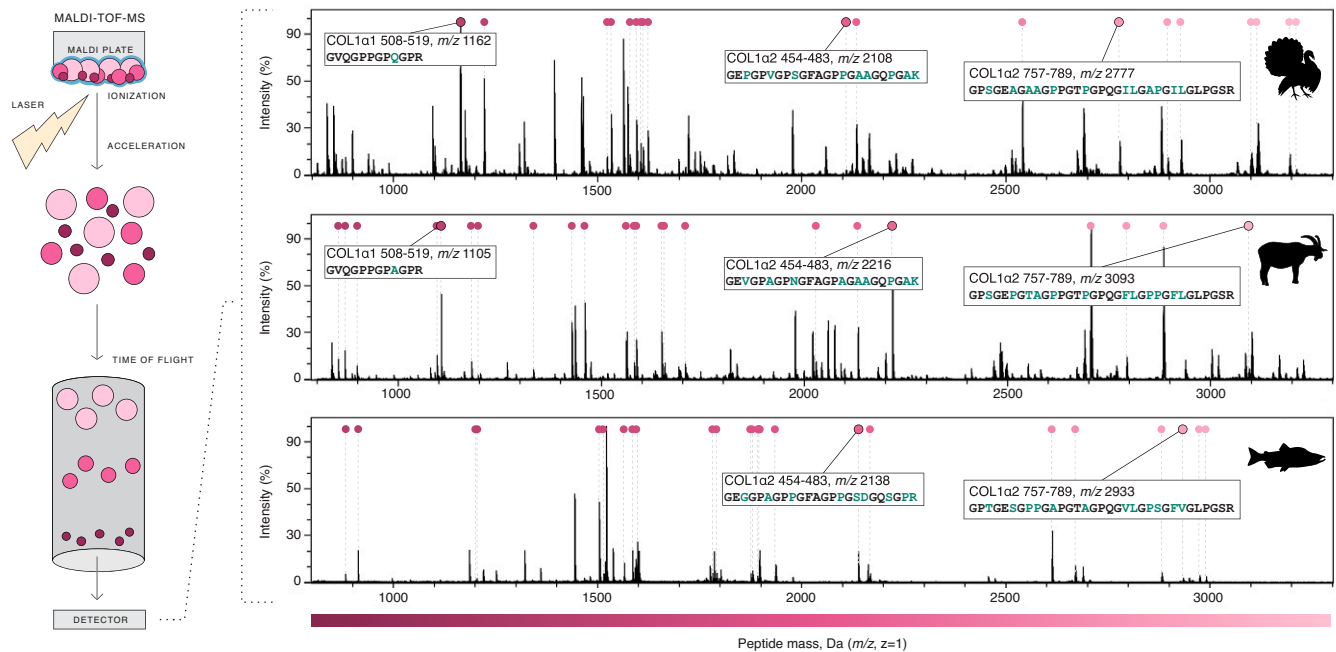 MALDI-TOF-MS
MALDI PLATE
IONIZATION
LASER
ACCELERATION
TIME OF FLIGHT
DETECTOR
Intensity (%)
90
50
30
0
COL1α1 508-519, m/z 1162
GVQGPPGPQGPR
COL1α2 454-483, m/z 2108
GEPGPVGPSGFAGPPGAAGQPGAK
COL1α2 757-789, m/z 2777
GPSGEAGAAGPPGTPGPQGILGAPGILGLPGSR
1000
1500
2000
2500
3000
Intensity (%)
90
50
30
0
COL1α1 508-519, m/z 1105
GVQGPPGPAGPR
COL1α2 454-483, m/z 2216
GEVGPAGPNGFAGPAGAAGQPGAK
COL1α2 757-789, m/z 3093
GPSGEPGTAGPPGTPGPQGFLGPPGFLGLPGSR
1000
1500
2000
2500
3000
Intensity (%)
90
50
30
0
COL1α2 454-483, m/z 2138
GEGGPAGPPGFAGPPGSDGQSGPR
COL1α2 757-789, m/z 2933
GPTGESGPPGAPGTAGPQGVLGPSGFVGLPGSR
1000
1500
2000
2500
3000
Peptide mass, Da (m/z, z=1)